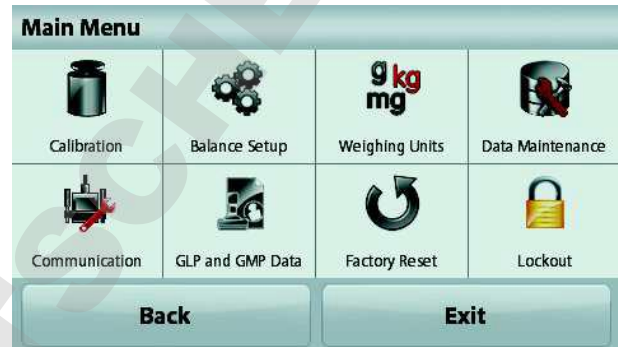 Main Menu
g kg
mg
Calibration Balance Setup Weighing Units Data Maintenance
Communication GLP and GMP Data Factory Reset Lockout
Back Exit